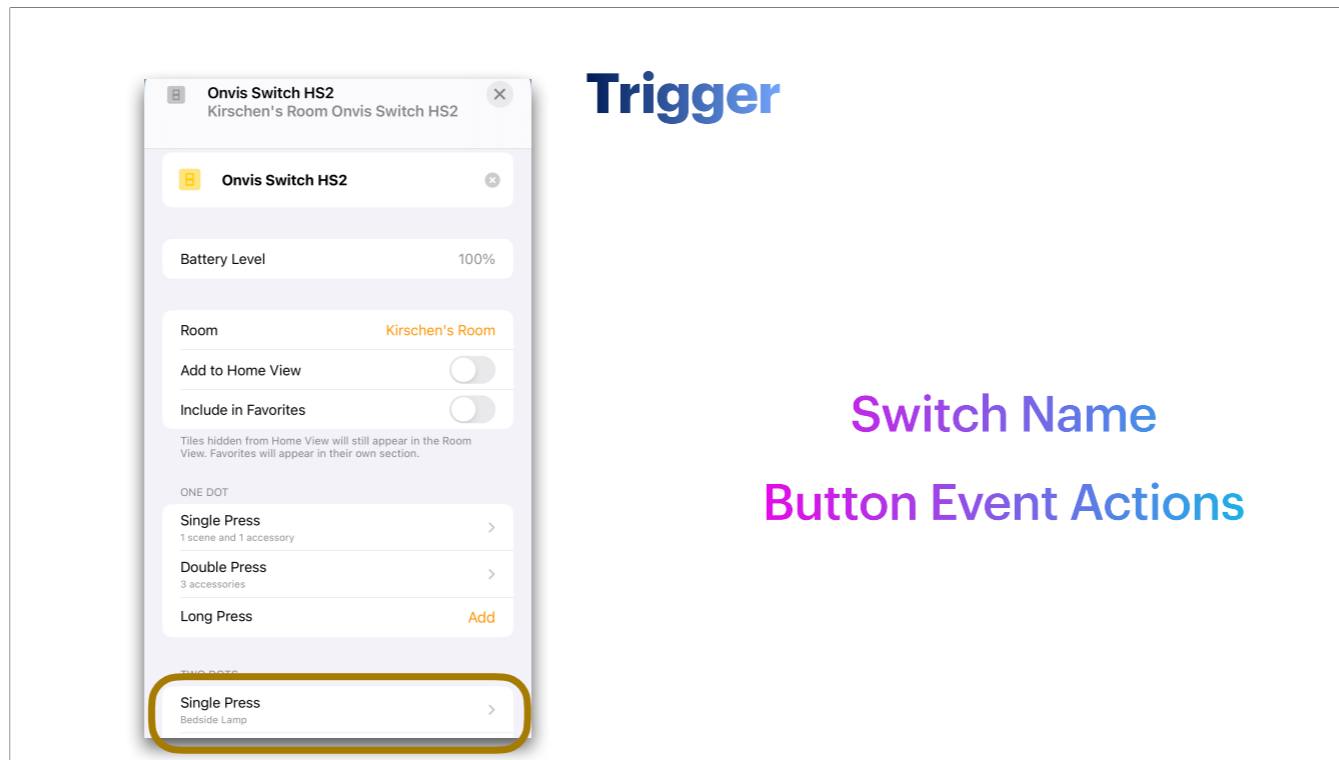 Onvis Switch HS2
Kirschen's Room Onvis Switch HS2
Onvis Switch HS2
Battery Level 100%
Room Kirschen's Room
Add to Home View
Include in Favorites
Tiles hidden from Home View will still appear in the Room
View. Favorites will appear in their own section.
ONE DOT
Single Press
1 scene and 1 accessory
Double Press
3 accessories
Long Press Add
TWO DOTS
Single Press
Bedside Lamp
Trigger
Switch Name
Button Event Actions